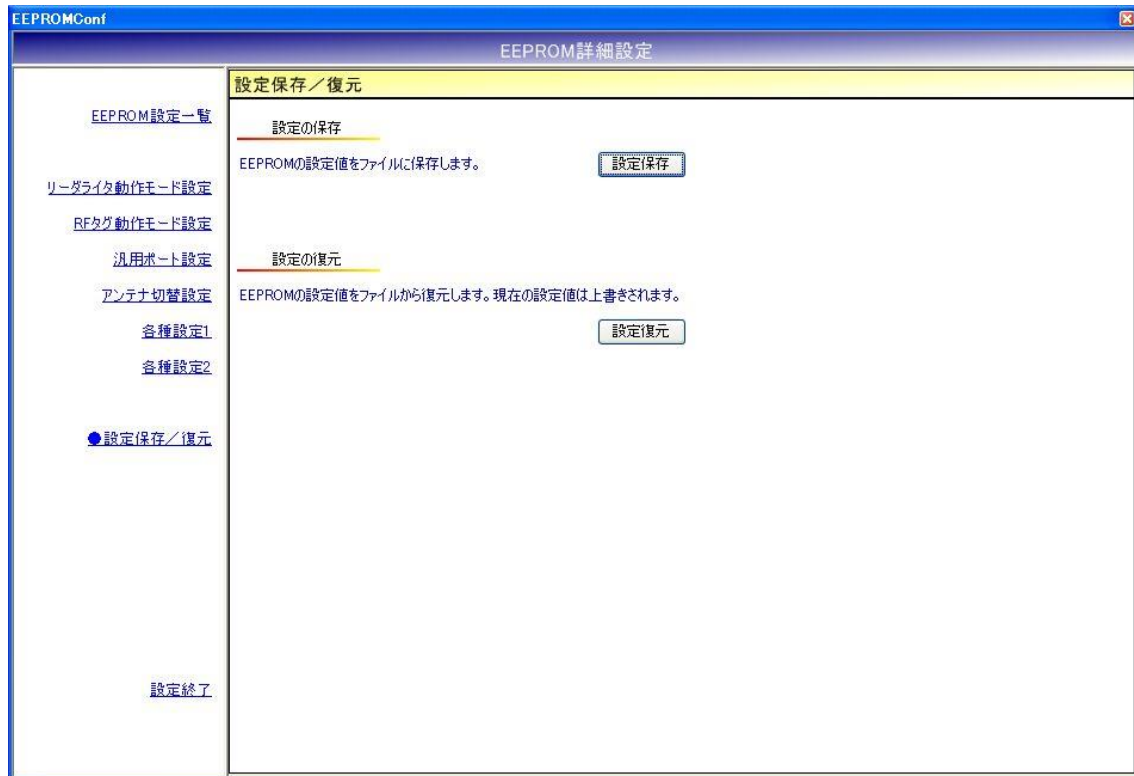 EEPROMConf
EEPROM詳細設定
EEPROM設定一覧
リーダライタ動作モード設定
RFタグ動作モード設定
汎用ポート設定
アンテナ切替設定
各種設定1
各種設定2
●設定保存／復元
設定終了
設定保存／復元
設定の保存
EEPROMの設定値をファイルに保存します。
設定保存
設定の復元
EEPROMの設定値をファイルから復元します。現在の設定値は上書きされます。
設定復元